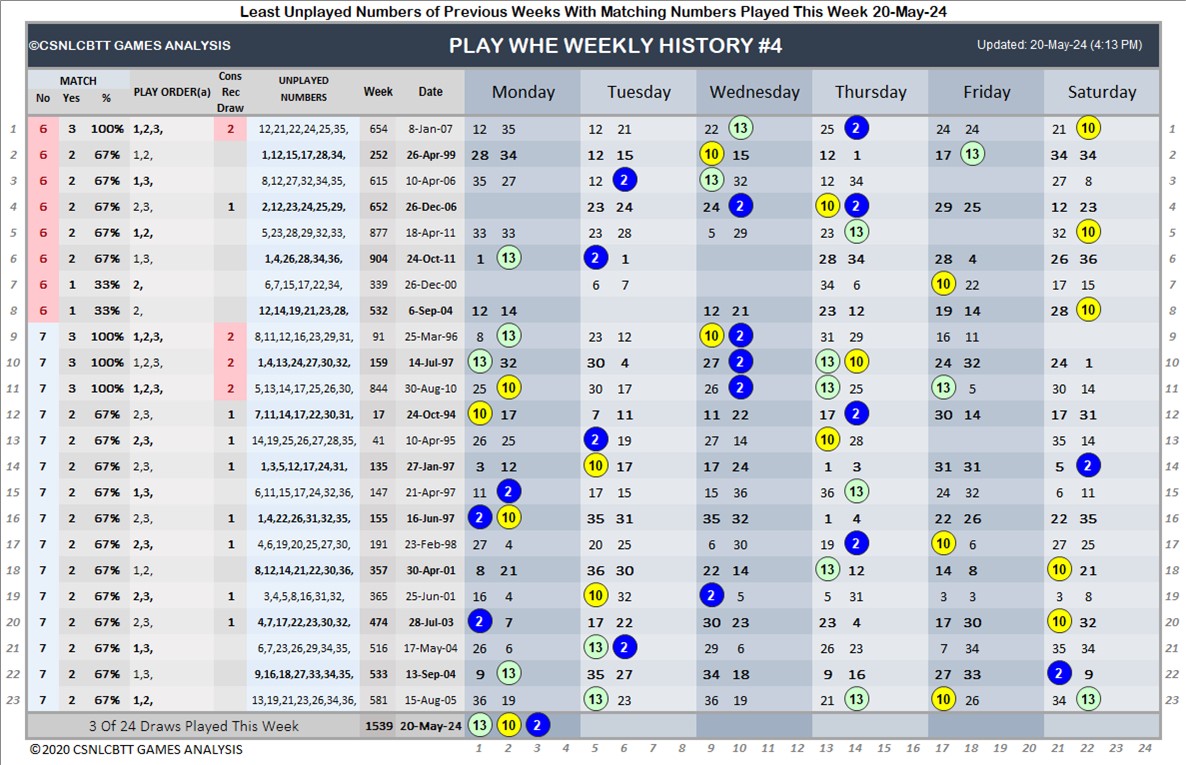 Least Unplayed Numbers of Previous Weeks With Matching Numbers Played This Week 20-May-24
©CSNLCBTT GAMES ANALYSIS PLAY WHE WEEKLY HISTORY #4 Updated: 20-May-24 (4:13 PM)
MATCH PLAY ORDER(a) Cons Rec Draw UNPLAYED NUMBERS Week Date Monday Tuesday Wednesday Thursday Friday Saturday
No Yes %
1 6 3 100% 1,2,3, 2 12,21,22,24,25,35, 654 8-Jan-07 12 35 12 21 22 13 25 2 24 24 21 10 1
2 6 2 67% 1,2, 1,12,15,17,28,34, 252 26-Apr-99 28 34 12 15 10 15 12 1 17 13 34 34 2
3 6 2 67% 1,3, 8,12,27,32,34,35, 615 10-Apr-06 35 27 12 2 13 32 12 34 27 8 3
4 6 2 67% 2,3, 1 2,12,23,24,25,29, 652 26-Dec-06 23 24 24 2 10 2 29 25 12 23 4
5 6 2 67% 1,2, 5,23,28,29,32,33, 877 18-Apr-11 33 33 23 28 5 29 23 13 32 10 5
6 6 2 67% 1,3, 1,4,26,28,34,36, 904 24-Oct-11 1 13 2 1 28 34 28 4 26 36 6
7 6 1 33% 2, 6,7,15,17,22,34, 339 26-Dec-00 6 7 34 6 10 22 17 15 7
8 6 1 33% 2, 12,14,19,21,23,28, 532 6-Sep-04 12 14 12 21 23 12 19 14 28 10 8
9 7 3 100% 1,2,3, 2 8,11,12,16,23,29,31, 91 25-Mar-96 8 13 23 12 10 2 31 29 16 11 9
10 7 3 100% 1,2,3, 2 1,4,13,24,27,30,32, 159 14-Jul-97 13 32 30 4 27 2 13 10 24 32 24 1 10
11 7 3 100% 1,2,3, 2 5,13,14,17,25,26,30, 844 30-Aug-10 25 10 30 17 26 2 13 25 13 5 30 14 11
12 7 2 67% 2,3, 1 7,11,14,17,22,30,31, 17 24-Oct-94 10 17 7 11 11 22 17 2 30 14 17 31 12
13 7 2 67% 2,3, 1 14,19,25,26,27,28,35, 41 10-Apr-95 26 25 2 19 27 14 10 28 35 14 13
14 7 2 67% 2,3, 1 1,3,5,12,17,24,31, 135 27-Jan-97 3 12 10 17 17 24 1 3 31 31 5 2 14
15 7 2 67% 1,3, 6,11,15,17,24,32,36, 147 21-Apr-97 11 2 17 15 15 36 36 13 24 32 6 11 15
16 7 2 67% 2,3, 1 1,4,22,26,31,32,35, 155 16-Jun-97 2 10 35 31 35 32 1 4 22 26 22 35 16
17 7 2 67% 2,3, 1 4,6,19,20,25,27,30, 191 23-Feb-98 27 4 20 25 6 30 19 2 10 6 27 25 17
18 7 2 67% 1,2, 8,12,14,21,22,30,36, 357 30-Apr-01 8 21 36 30 22 14 13 12 14 8 10 21 18
19 7 2 67% 2,3, 1 3,4,5,8,16,31,32, 365 25-Jun-01 16 4 10 32 2 5 5 31 3 3 3 8 19
20 7 2 67% 2,3, 1 4,7,17,22,23,30,32, 474 28-Jul-03 2 7 17 22 30 23 23 4 17 30 10 32 20
21 7 2 67% 1,3, 6,7,23,26,29,34,35, 516 17-May-04 26 6 13 2 29 6 26 23 7 34 35 34 21
22 7 2 67% 1,3, 9,16,18,27,33,34,35, 533 13-Sep-04 9 13 35 27 34 18 9 16 27 33 2 9 22
23 7 2 67% 1,2, 13,19,21,23,26,34,36, 581 15-Aug-05 36 19 13 23 36 19 21 13 10 26 34 13 23
3 Of 24 Draws Played This Week 1539 20-May-24 13 10 2
©2020 CSNLCBTT GAMES ANALYSIS 1 2 3 4 5 6 7 8 9 10 11 12 13 14 15 16 17 18 19 20 21 22 23 24